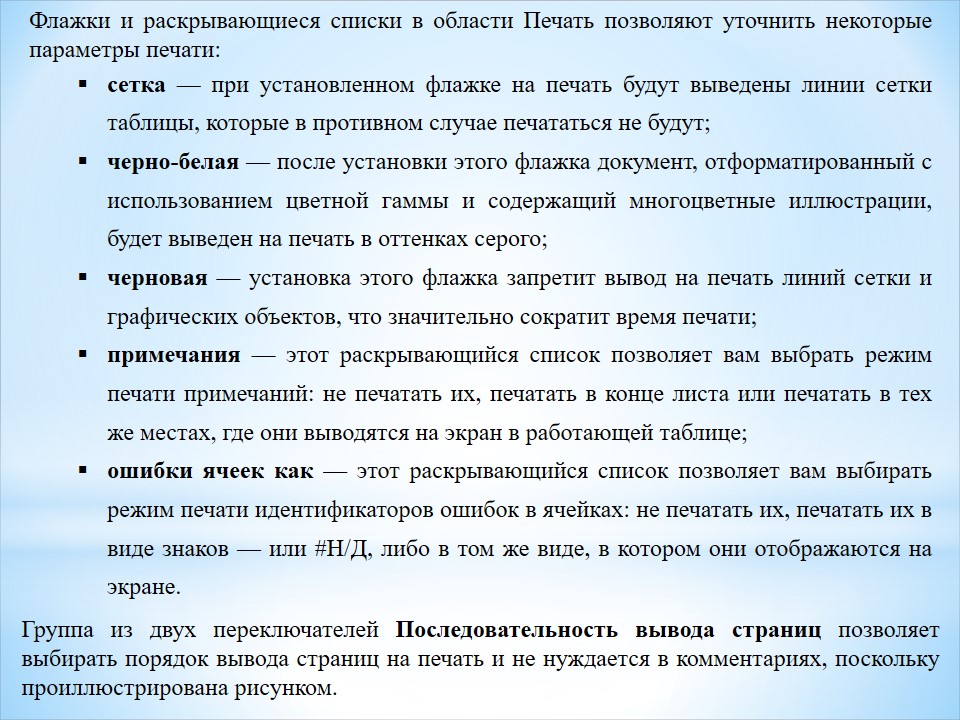 Флажки и раскрывающиеся списки в области Печать позволяют уточнить некоторые
параметры печати:
▪ сетка — при установленном флажке на печать будут выведены линии сетки
таблицы, которые в противном случае печататься не будут;
▪ черно-белая — после установки этого флажка документ, отформатированный с
использованием цветной гаммы и содержащий многоцветные иллюстрации,
будет выведен на печать в оттенках серого;
▪ черновая — установка этого флажка запретит вывод на печать линий сетки и
графических объектов, что значительно сократит время печати;
▪ примечания — этот раскрывающийся список позволяет вам выбрать режим
печати примечаний: не печатать их, печатать в конце листа или печатать в тех
же местах, где они выводятся на экран в работающей таблице;
▪ ошибки ячеек как — этот раскрывающийся список позволяет вам выбирать
режим печати идентификаторов ошибок в ячейках: не печатать их, печатать их в
виде знаков — или #Н/Д, либо в том же виде, в котором они отображаются на
экране.
Группа из двух переключателей Последовательность вывода страниц позволяет
выбирать порядок вывода страниц на печать и не нуждается в комментариях, поскольку
проиллюстрирована рисунком.